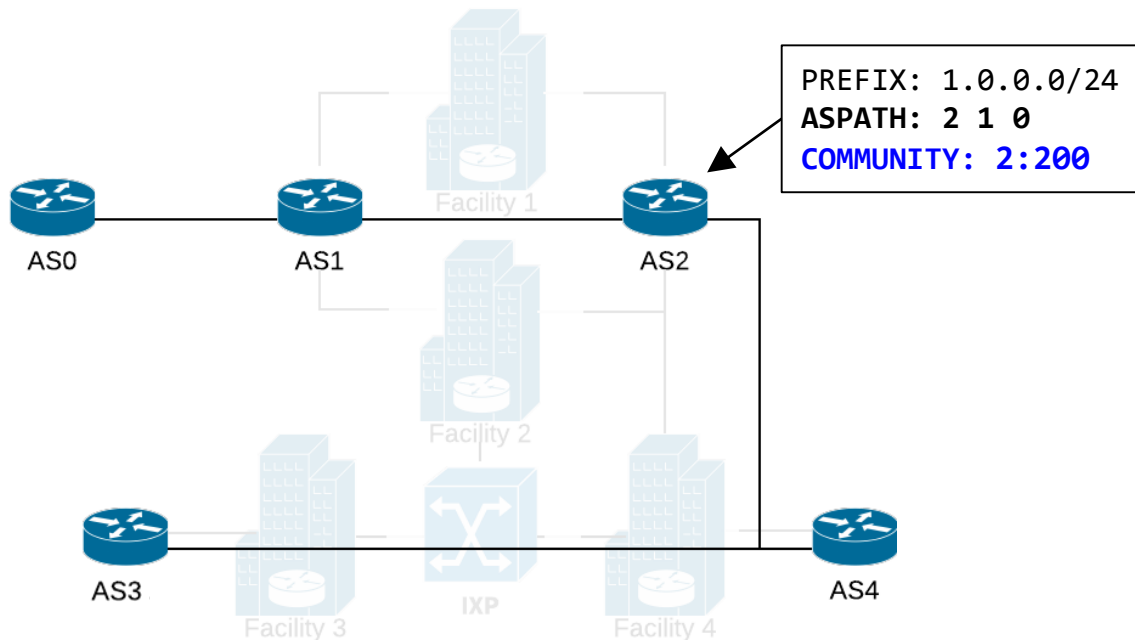 PREFIX: 1.0.0.0/24
ASPATH: 2 1 0
COMMUNITY: 2:200
Facility 1
AS0
AS1
AS2
Facility 2
AS3
IXP
AS4
Facility 3
Facility 4